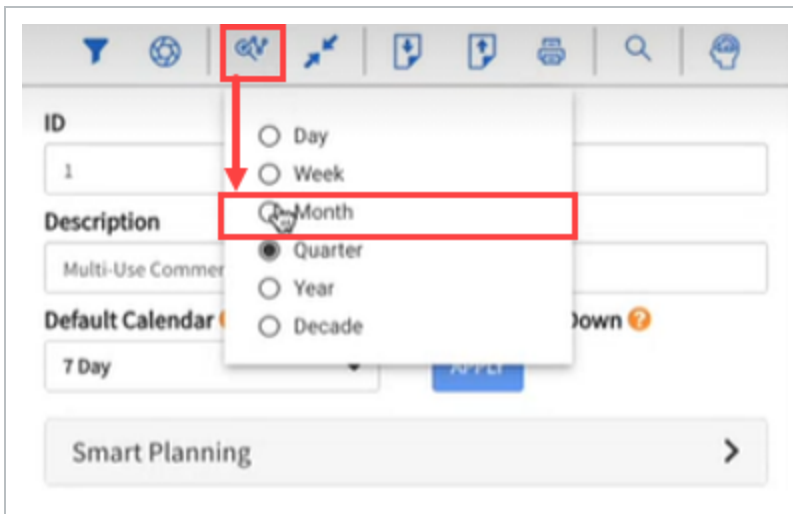 ID
Day
1
Week
Month
Description
Quarter
Multi-Use Commer
Year
Default Calendar
Decade
Down ?
7 Day
APPLY
Smart Planning